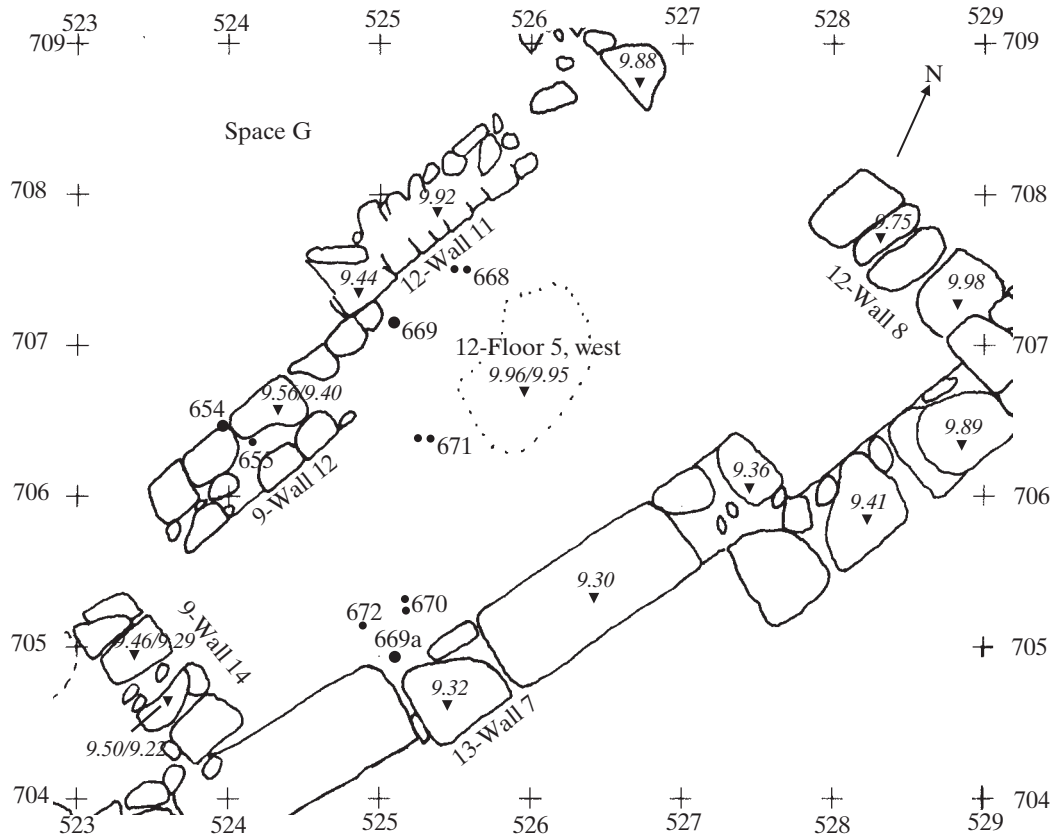 523 524 525 526 527 528 529
709 709
9.88
N
Space G
708 708
9.92
9.75
12-Wall 11
9.44
668
12-Wall 8
9.98
669
707 707
12-Floor 5, west
9.96/9.95
9.56/9.40
654
655
671
9.89
9.36
706 706
9-Wall 12
9.41
9.30
670
672
9-Wall 14
669a
705 705
9.46/9.29
9.32
13-Wall 7
9.50/9.22
704 704
523 524 525 526 527 528 529